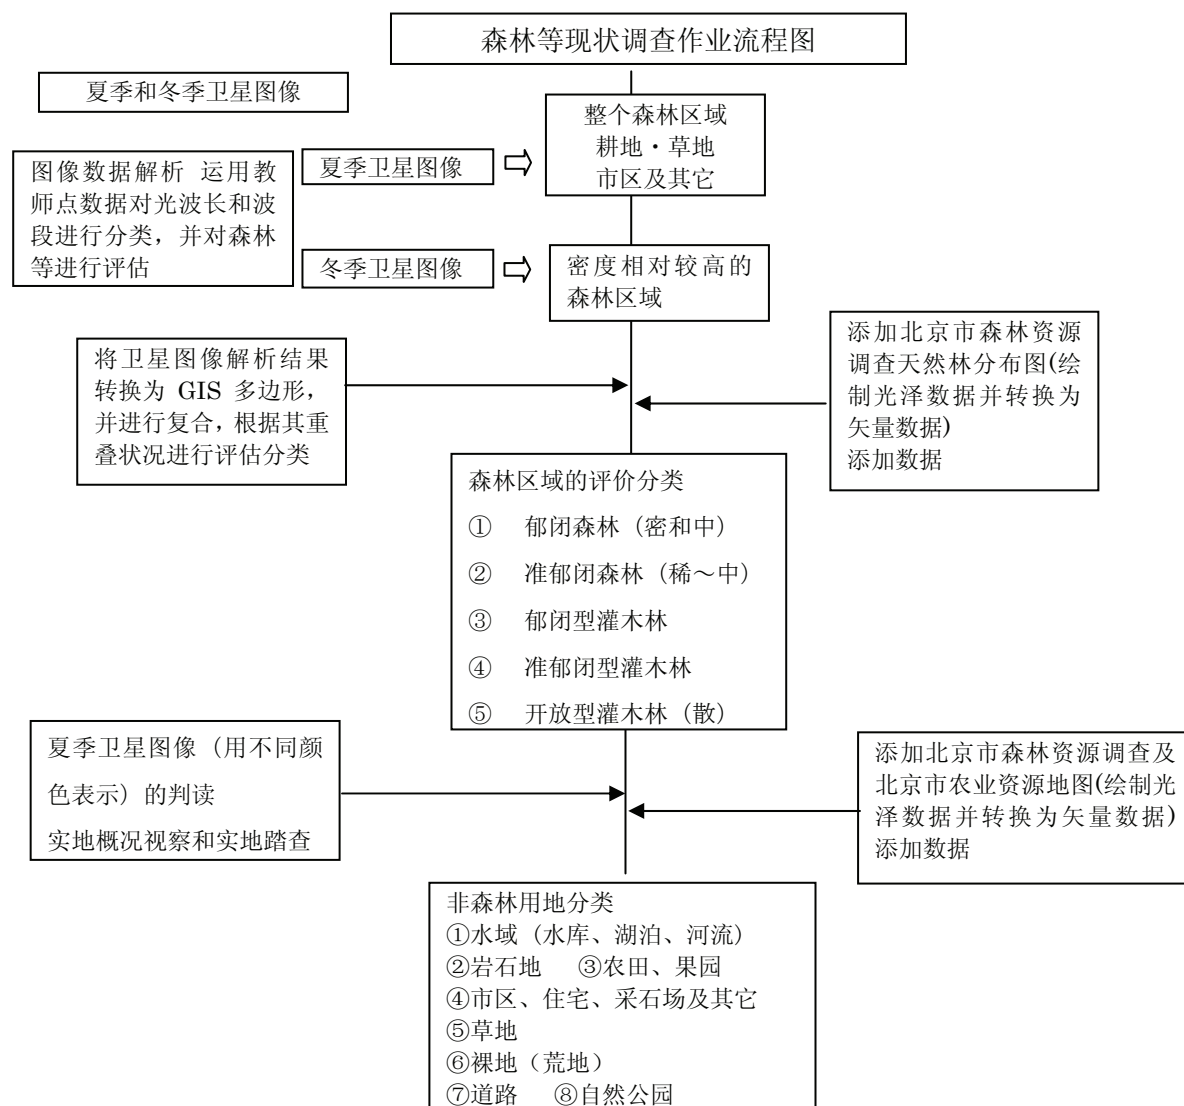 森林等现状调查作业流程图
夏季和冬季卫星图像
整个森林区域
耕地・草地
市区及其它
图像数据解析 运用教
师点数据对光波长和波
段进行分类，并对森林
等进行评估
夏季卫星图像
冬季卫星图像
密度相对较高的
森林区域
将卫星图像解析结果
转换为 GIS 多边形，
并进行复合，根据其重
叠状况进行评估分类
添加北京市森林资源
调查天然林分布图(绘
制光泽数据并转换为
矢量数据)
添加数据
森林区域的评价分类
① 郁闭森林（密和中）
② 准郁闭森林（稀～中）
③ 郁闭型灌木林
④ 准郁闭型灌木林
⑤ 开放型灌木林（散）
夏季卫星图像（用不同颜
色表示）的判读
实地概况视察和实地踏查
添加北京市森林资源调查及
北京市农业资源地图(绘制光
泽数据并转换为矢量数据)
添加数据
非森林用地分类
①水域（水库、湖泊、河流）
②岩石地 ③农田、果园
④市区、住宅、采石场及其它
⑤草地
⑥裸地（荒地）
⑦道路 ⑧自然公园